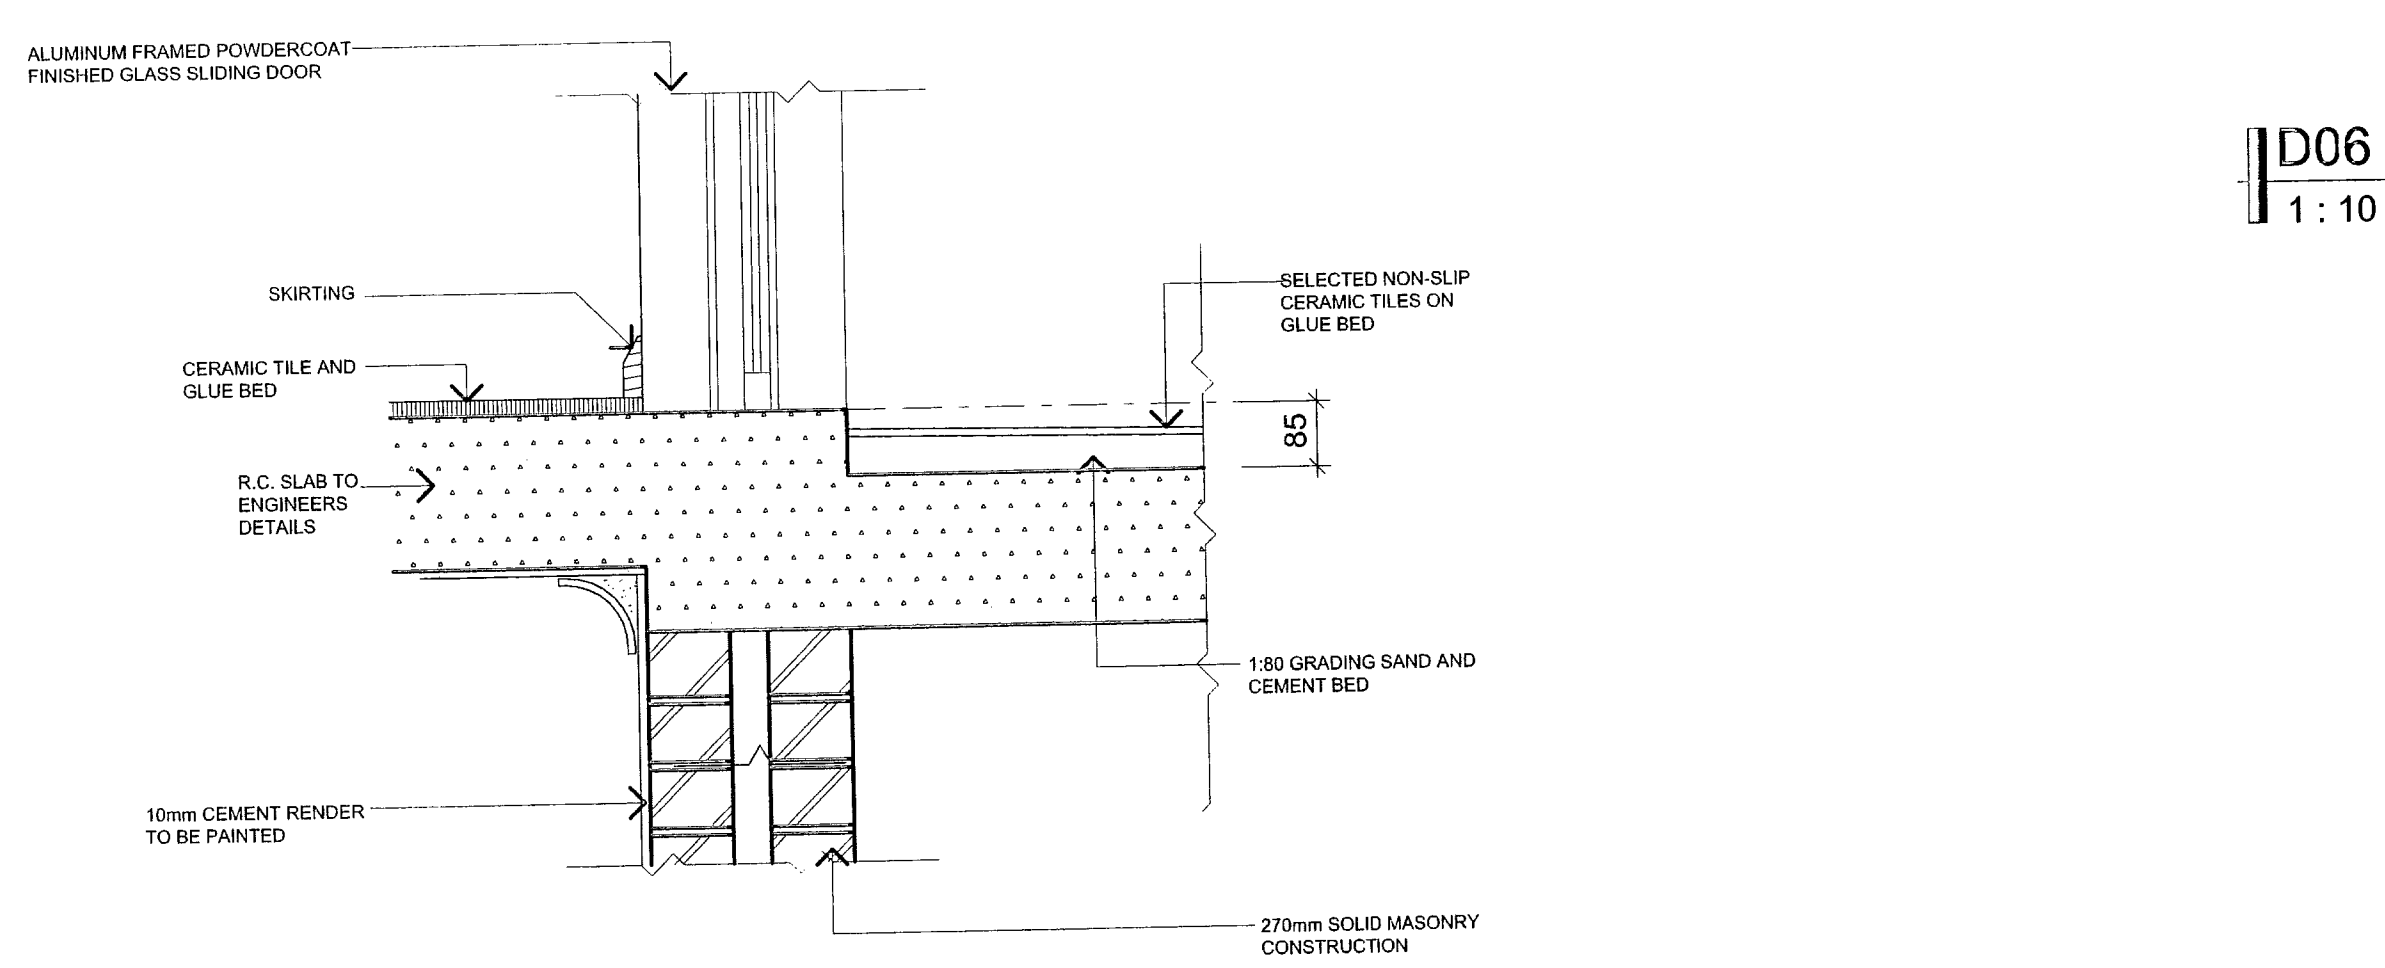 ALUMINUM FRAMED POWDERCOAT
FINISHED GLASS SLIDING DOOR
D06
1 : 10
SELECTED NON-SLIP
CERAMIC TILES ON
GLUE BED
SKIRTING
CERAMIC TILE AND
GLUE BED
85
R.C. SLAB TO
ENGINEERS
DETAILS
1:80 GRADING SAND AND
CEMENT BED
10mm CEMENT RENDER
TO BE PAINTED
270mm SOLID MASONRY
CONSTRUCTION